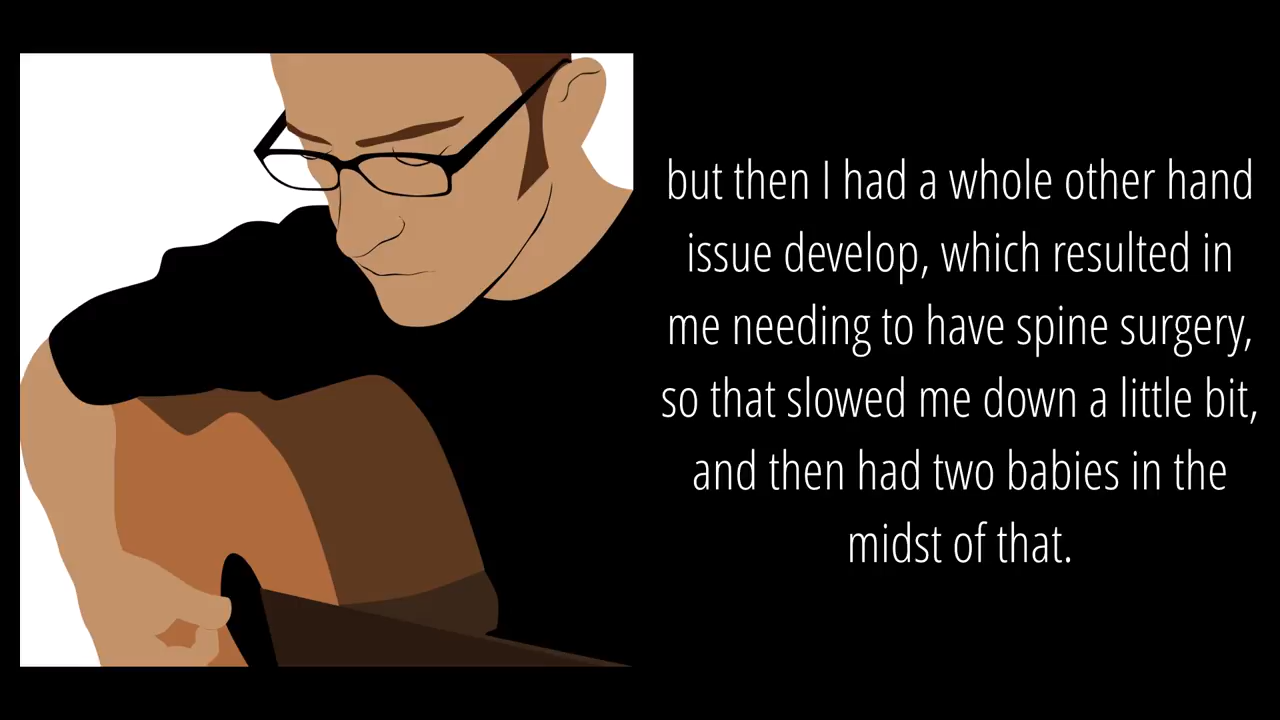 but then I had a whole other hand
issue develop, which resulted in
me needing to have spine surgery,
so that slowed me down a little bit,
and then had two babies in the
midst of that.